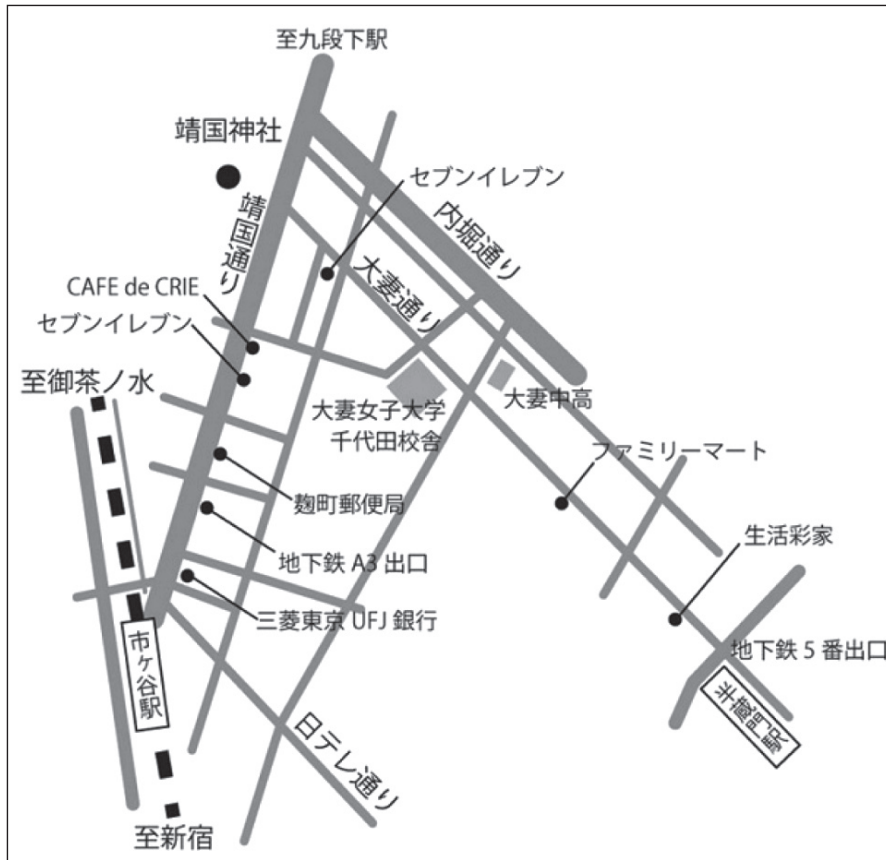 至九段下駅
靖国神社
セブンイレブン
靖国通り
内堀通り
大妻通り
CAFE de CRIE
セブンイレブン
至御茶ノ水
大妻女子大学
千代田校舎
大妻中高
ファミリーマート
麹町郵便局
生活彩家
地下鉄 A3 出口
三菱東京 UFJ 銀行
地下鉄 5 番出口
市ヶ谷駅
半蔵門駅
日テレ通り
至新宿